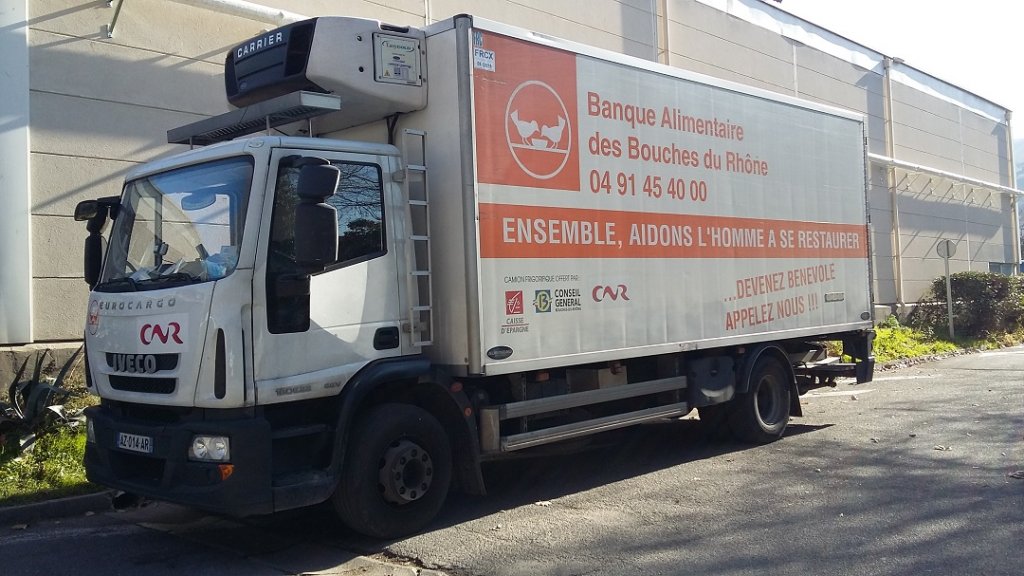 CARRIER
FRCX
Banque Alimentaire
des Bouches du Rhône
04 91 45 40 00
ENSEMBLE, AIDONS L'HOMME A SE RESTAURER
CAMION FRIGORIFIQUE OFFERT PAR:
CAISSE
D'EPARGNE
CONSEIL
GENERAL
CNR
...DEVENEZ BENEVOLE
APPELEZ NOUS !!!
EUROCARGO
CNR
IVECO
AZ-014-AR